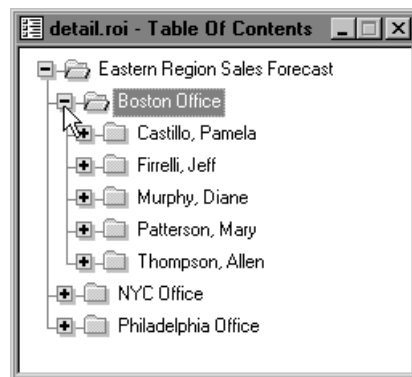 detail.roi - Table Of Contents
Eastern Region Sales Forecast
Boston Office
Castillo, Pamela
Firrelli, Jeff
Murphy, Diane
Patterson, Mary
Thompson, Allen
NYC Office
Philadelphia Office